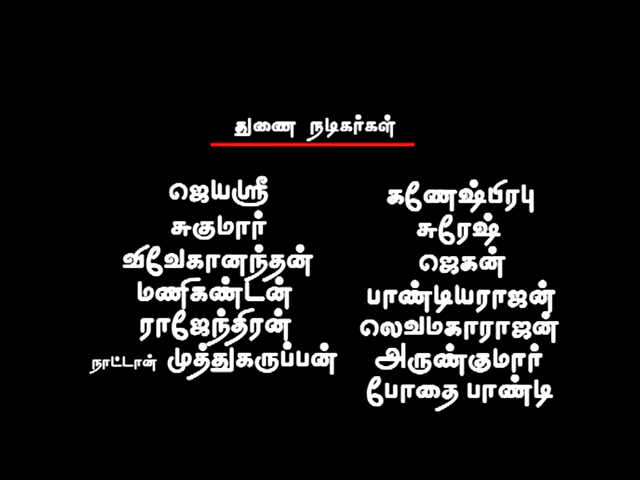 துணை நடிகர்கள்
ஜெயஸ்ரீ
சுகுமார்
விவேகானந்தன்
மணிகண்டன்
ராஜேந்திரன்
நாட்டான் முத்துகருப்பன்
கணேஷ்பிரபு
சுரேஷ்
ஜெகன்
பாண்டியராஜன்
லெவமகாராஜன்
அருண்குமார்
போதை பாண்டி